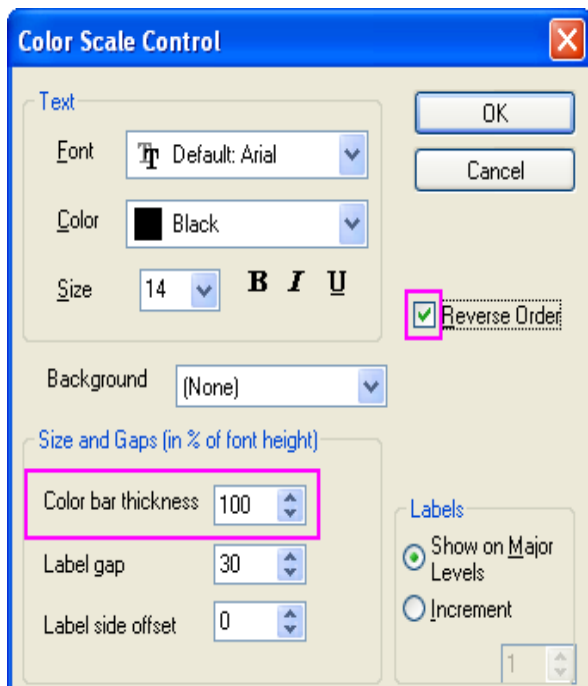 Color Scale Control
Text
Font Default: Arial
Color Black
Size 14 B I U
OK
Cancel
Reverse Order
Background (None)
Size and Gaps (in % of font height)
Color bar thickness 100
Label gap 30
Label side offset 0
Labels
Show on Major
Levels
Increment
1